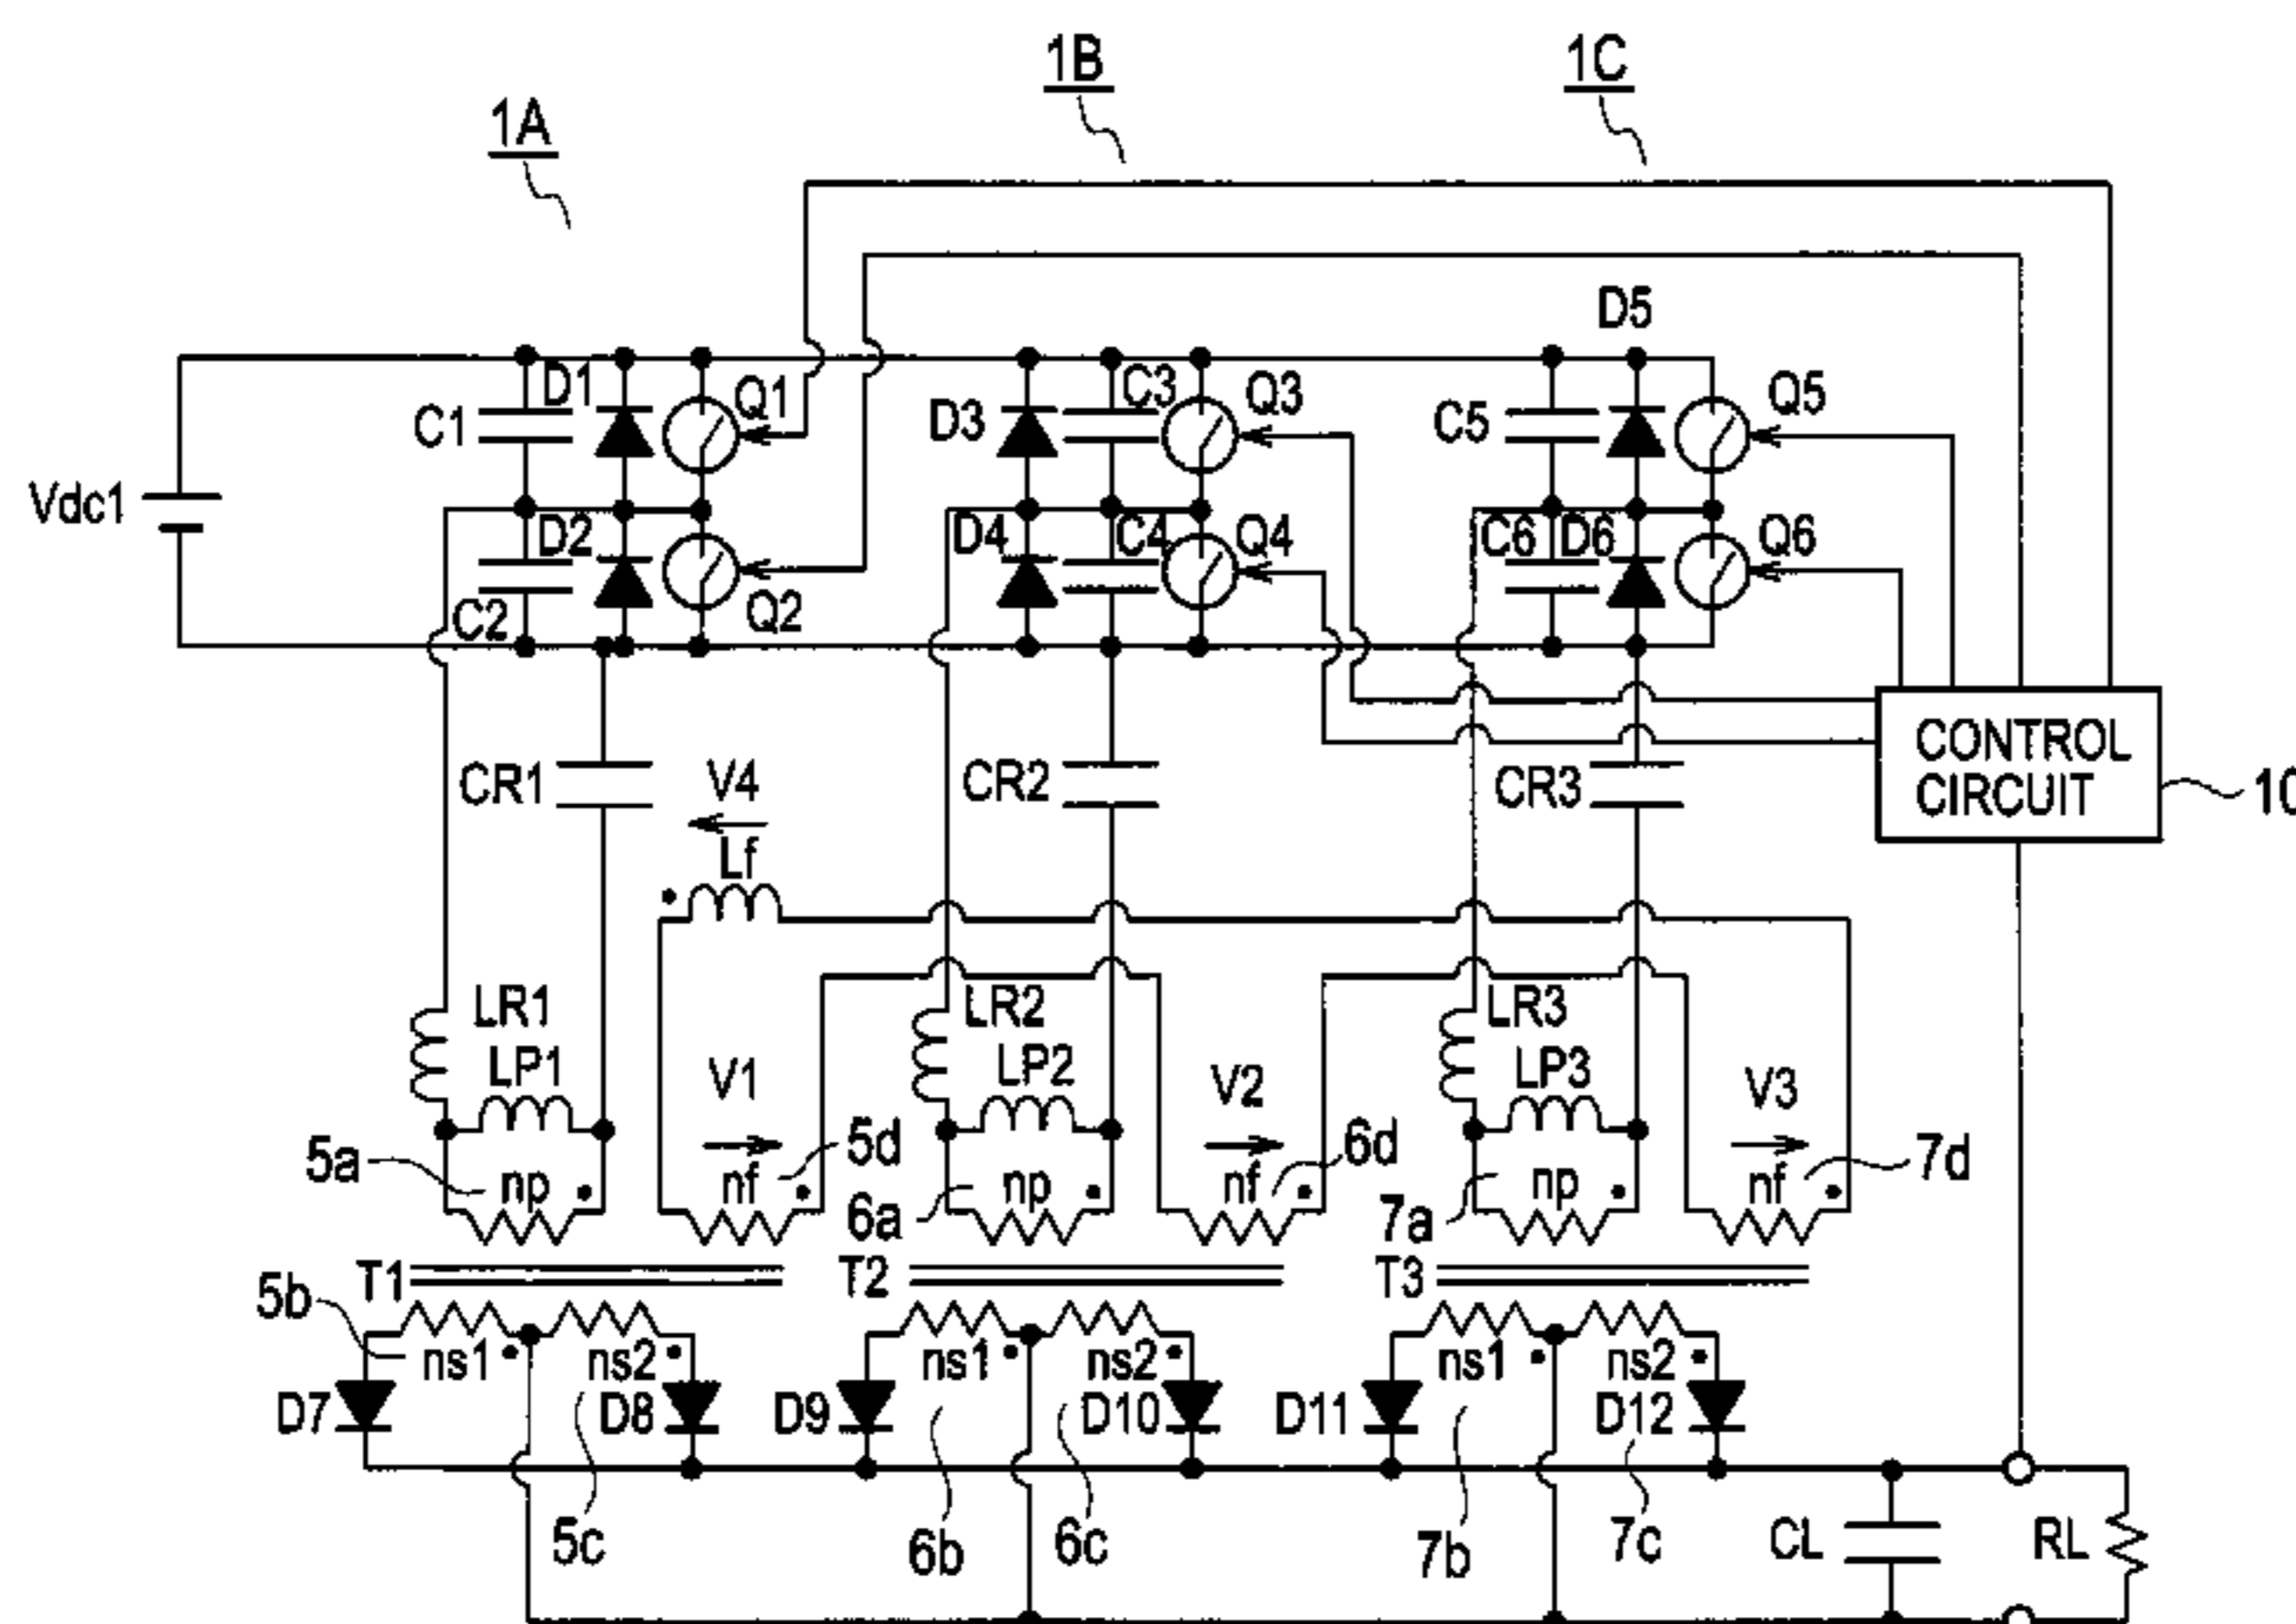 1B
1C
1A
D5
D1
Q1
C3
Q3
Q5
C1
D3
C5
Vdc1
D2
D4
C4
Q4
C6
D6
Q6
C2
Q2
CONTROL
CIRCUIT
10
CR1
V4
CR2
CR3
Lf
LR1
LR2
LR3
LP1
V1
LP2
V2
LP3
V3
5a
np
nf
5d
6a
np
nf
6d
7a
np
nf
7d
T1
T2
T3
5b
ns1
ns2
ns1
ns2
ns1
ns2
D7
D8
D9
D10
D11
D12
5c
6b
6c
7b
7c
CL
RL